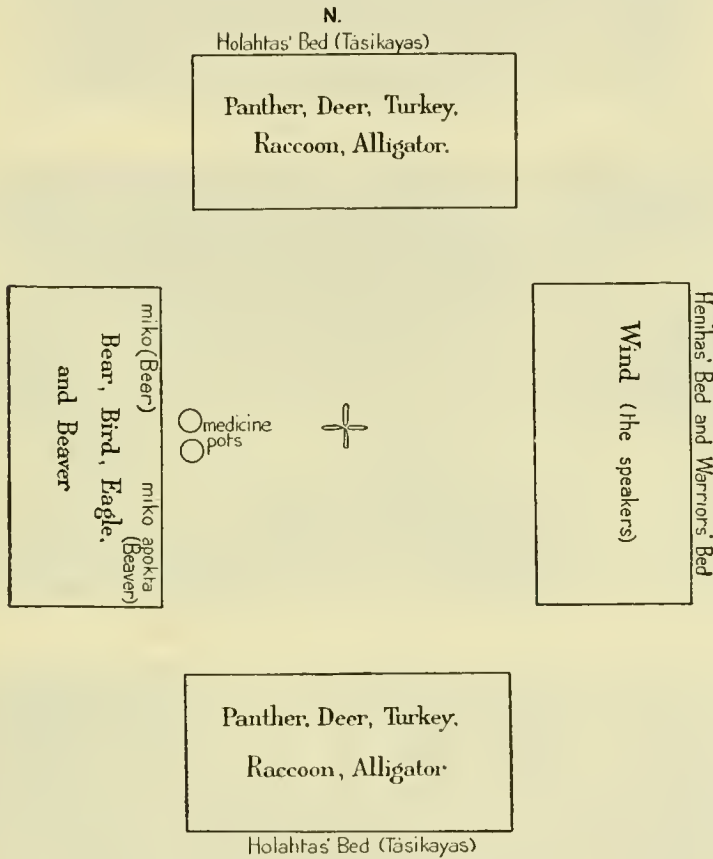 N.
Holahtas' Bed (Tasikayas)
Panther, Deer, Turkey,
Raccoon, Alligator.
miko (Beer)
miko apokta
(Beaver)
Bear, Bird, Eagle,
and Beaver
medicine
pots
Wind (the speakers)
Henihas' Bed and Warriors' Bed
Panther, Deer, Turkey,
Raccoon, Alligator.
Holahtas' Bed (Tasikayas)